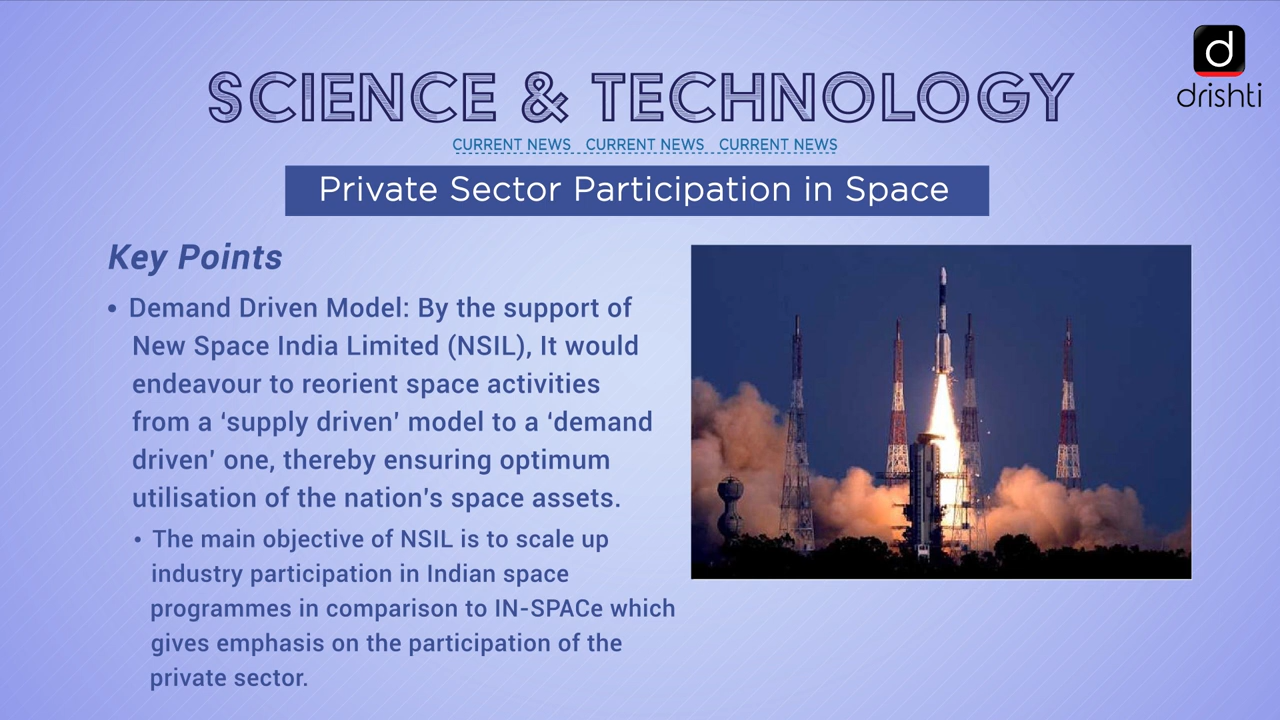 d
drishti
SCIENCE & TECHNOLOGY
CURRENT NEWS CURRENT NEWS CURRENT NEWS
Private Sector Participation in Space
Key Points
• Demand Driven Model: By the support of
New Space India Limited (NSIL), It would
endeavour to reorient space activities
from a ‘supply driven’ model to a ‘demand
driven’ one, thereby ensuring optimum
utilisation of the nation's space assets.
• The main objective of NSIL is to scale up
industry participation in Indian space
programmes in comparison to IN-SPACe which
gives emphasis on the participation of the
private sector.